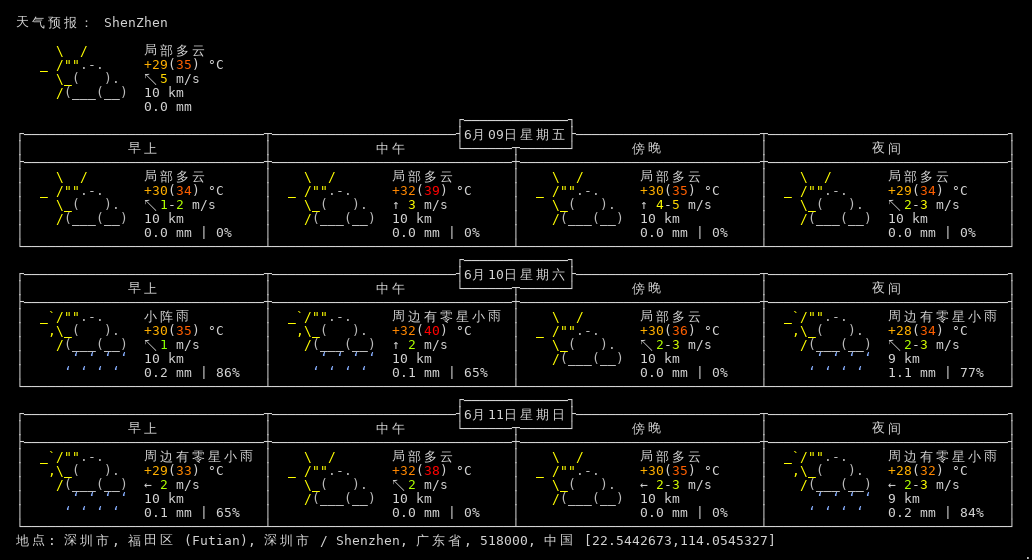 天气预报: ShenZhen
局部多云
+29(35) °C
↖5 m/s
10 km
0.0 mm
6月09日星期五
早上 中午 傍晚 夜间
局部多云 局部多云 局部多云 局部多云
+30(34) °C +32(39) °C +30(35) °C +29(34) °C
↖1-2 m/s ↑ 3 m/s ↑ 4-5 m/s ↖2-3 m/s
10 km 10 km 10 km 10 km
0.0 mm | 0% 0.0 mm | 0% 0.0 mm | 0% 0.0 mm | 0%
6月10日星期六
早上 中午 傍晚 夜间
小阵雨 周边有零星小雨 局部多云 周边有零星小雨
+30(35) °C +32(40) °C +30(36) °C +28(34) °C
↖1 m/s ↑ 2 m/s ↖2-3 m/s ↖2-3 m/s
10 km 10 km 10 km 9 km
0.2 mm | 86% 0.1 mm | 65% 0.0 mm | 0% 1.1 mm | 77%
6月11日星期日
早上 中午 傍晚 夜间
周边有零星小雨 局部多云 局部多云 周边有零星小雨
+29(33) °C +32(38) °C +30(35) °C +28(32) °C
← 2 m/s ↖2 m/s ← 2-3 m/s ← 2-3 m/s
10 km 10 km 10 km 9 km
0.1 mm | 65% 0.0 mm | 0% 0.0 mm | 0% 0.2 mm | 84%
地点: 深圳市, 福田区 (Futian), 深圳市 / Shenzhen, 广东省, 518000, 中国 [22.5442673,114.0545327]